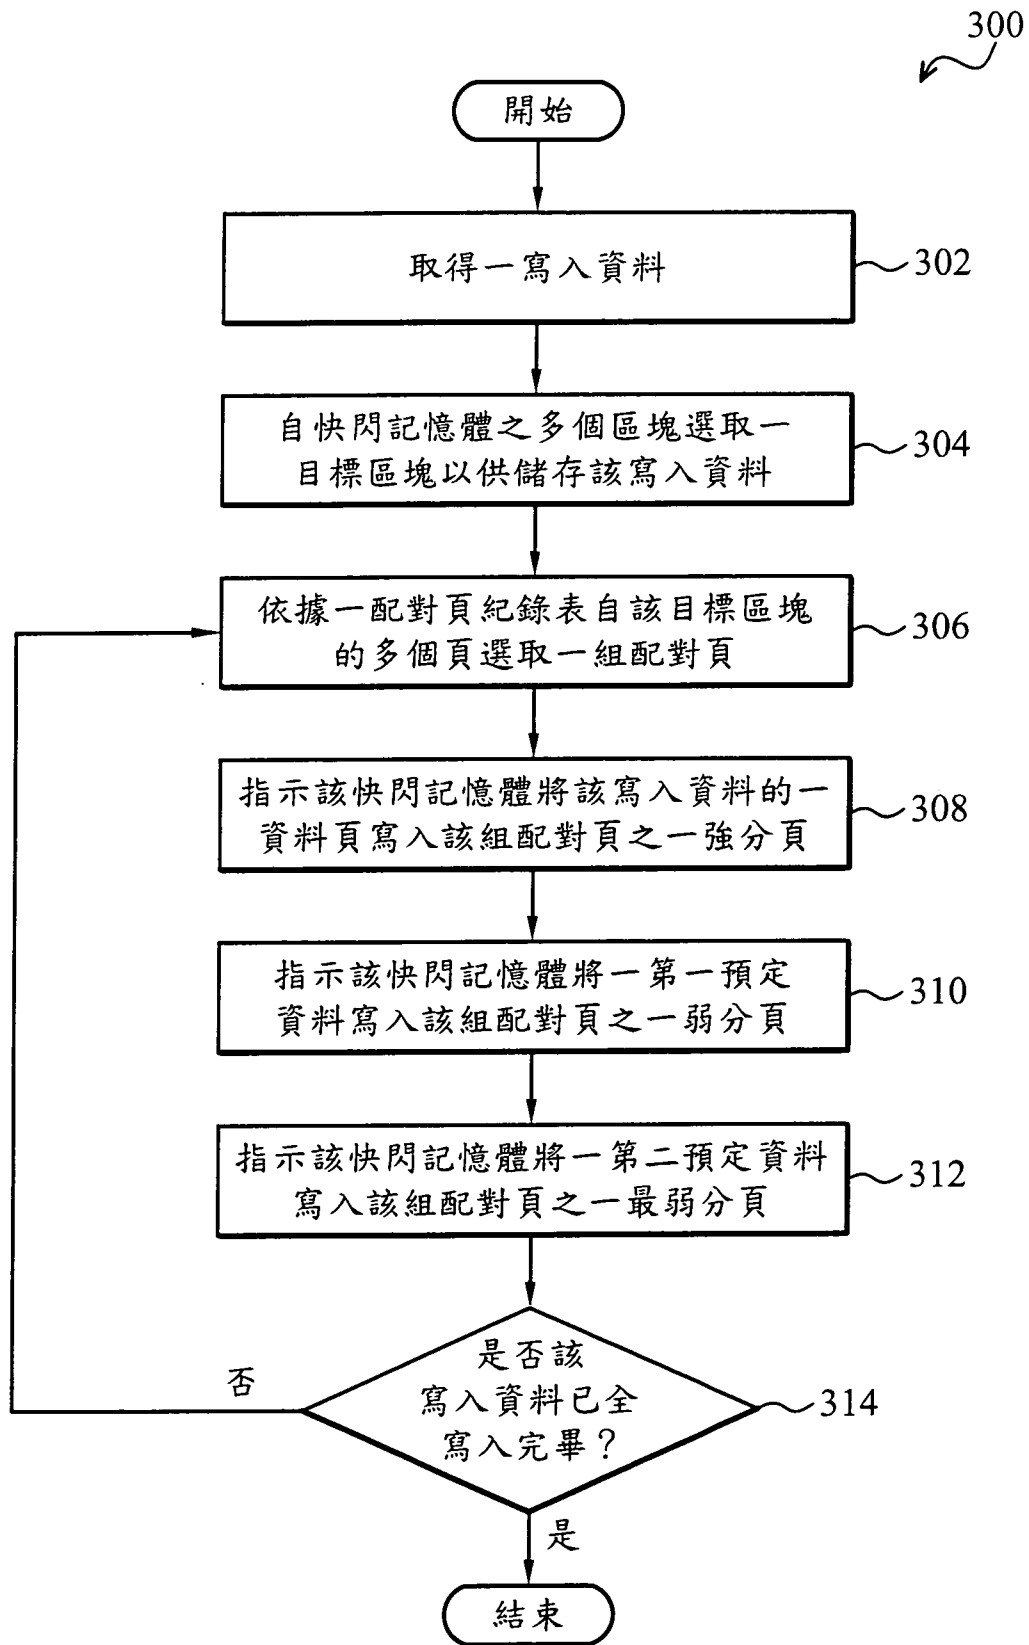 300
開始
取得一寫入資料
302
自快閃記憶體之多個區塊選取一
目標區塊以供儲存該寫入資料
304
依據一配對頁紀錄表自該目標區塊
的多個頁選取一組配對頁
306
指示該快閃記憶體將該寫入資料的一
資料頁寫入該組配對頁之一強分頁
308
指示該快閃記憶體將一第一預定
資料寫入該組配對頁之一弱分頁
310
指示該快閃記憶體將一第二預定資料
寫入該組配對頁之一最弱分頁
312
是否該
寫入資料已全
寫入完畢？
314
否
是
結束